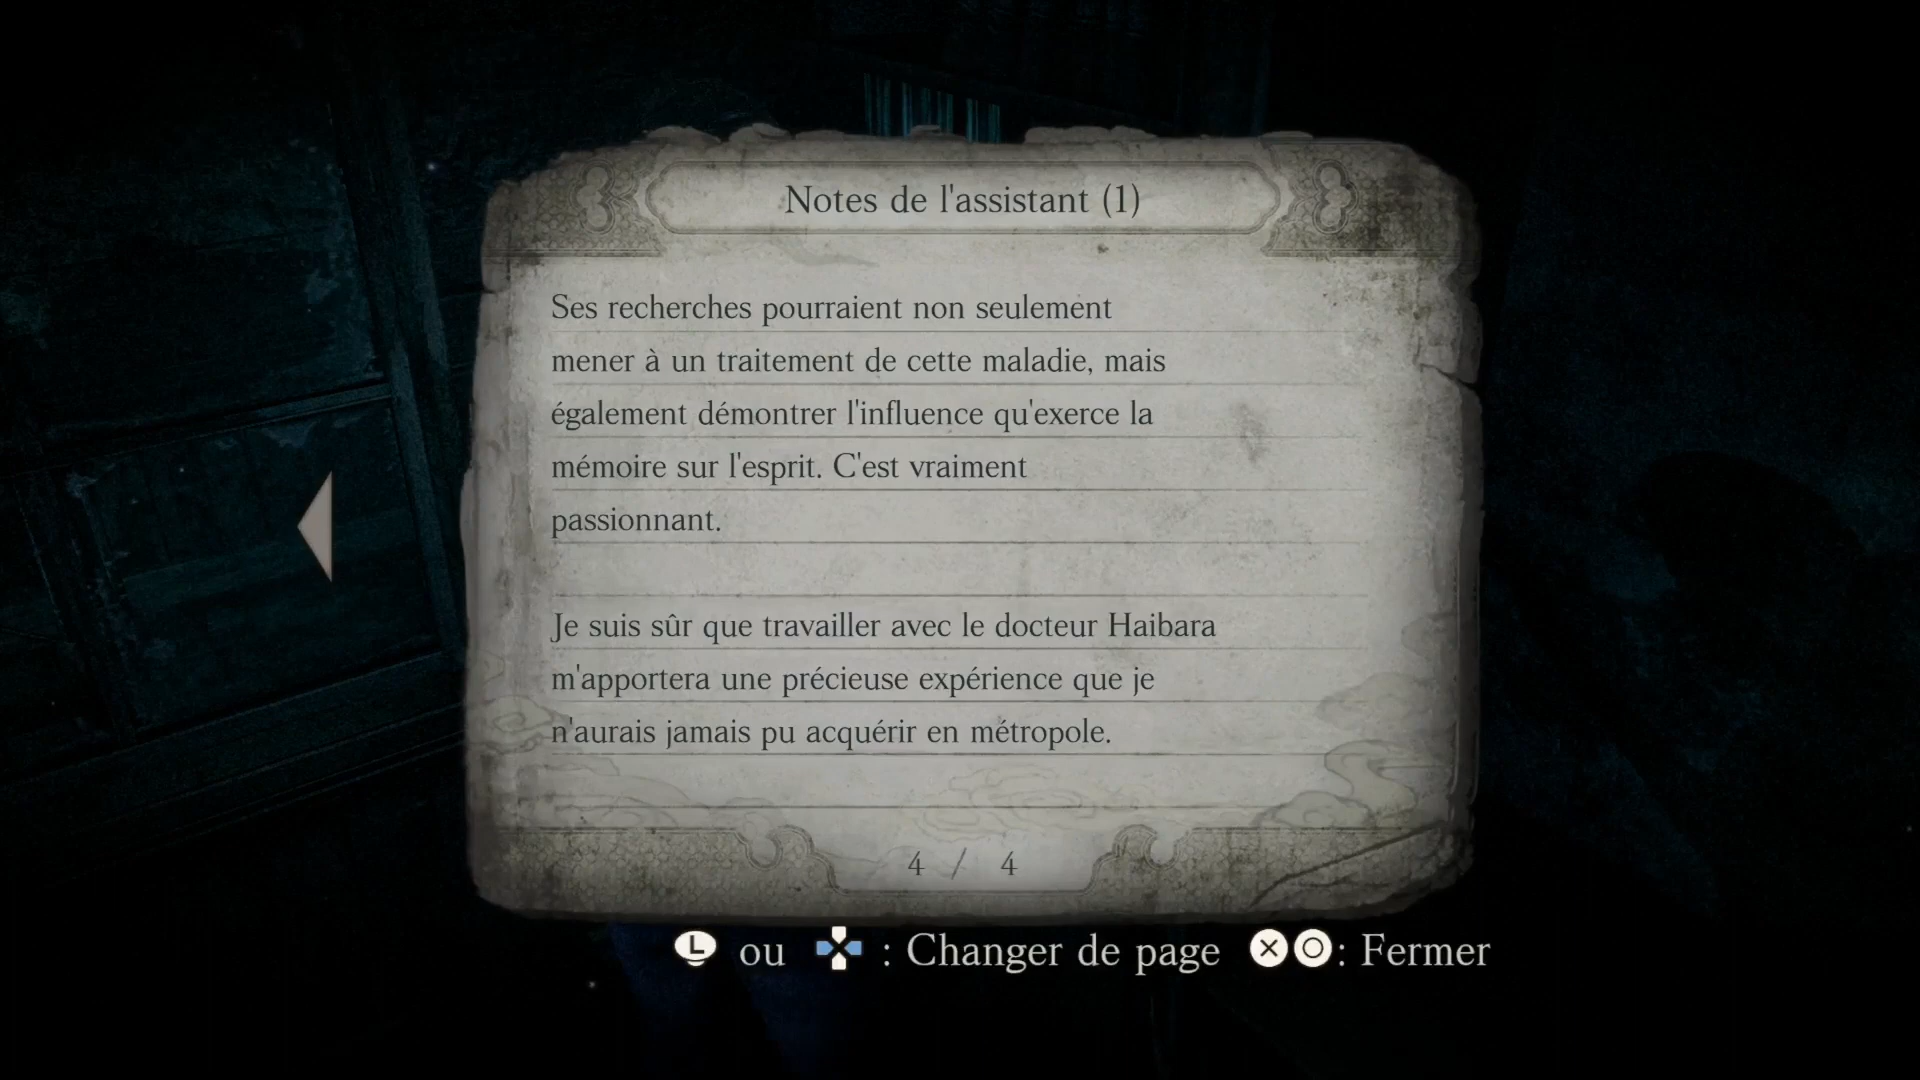 Notes de l'assistant (1)
Ses recherches pourraient non seulement
mener à un traitement de cette maladie, mais
également démontrer l'influence qu'exerce la
mémoire sur l'esprit. C'est vraiment
passionnant.
Je suis sûr que travailler avec le docteur Haibara
m'apportera une précieuse expérience que je
n'aurais jamais pu acquérir en métropole.
4 / 4
L ou : Changer de page : Fermer